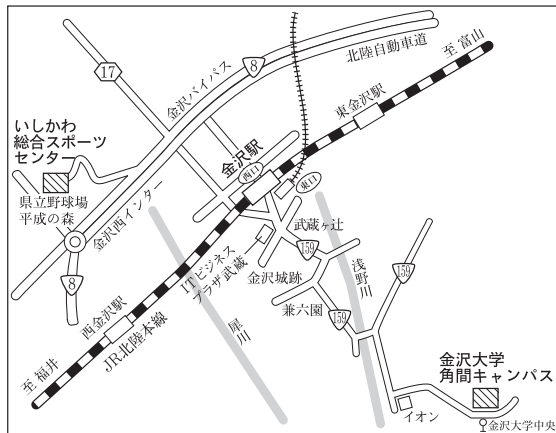 至富山
北陸自動車道
8
金沢バイパス
17
東金沢駅
いしかわ
総合スポーツ
センター
金沢駅
西口
東口
県立野球場
平成の森
金沢西インター
武蔵ヶ辻
159
浅野川
159
ITビジネス
プラザ武蔵
金沢城跡
兼六園
159
8
西金沢駅
JR北陸本線
犀川
至福井
金沢大学
角間キャンパス
イオン
金沢大学中央